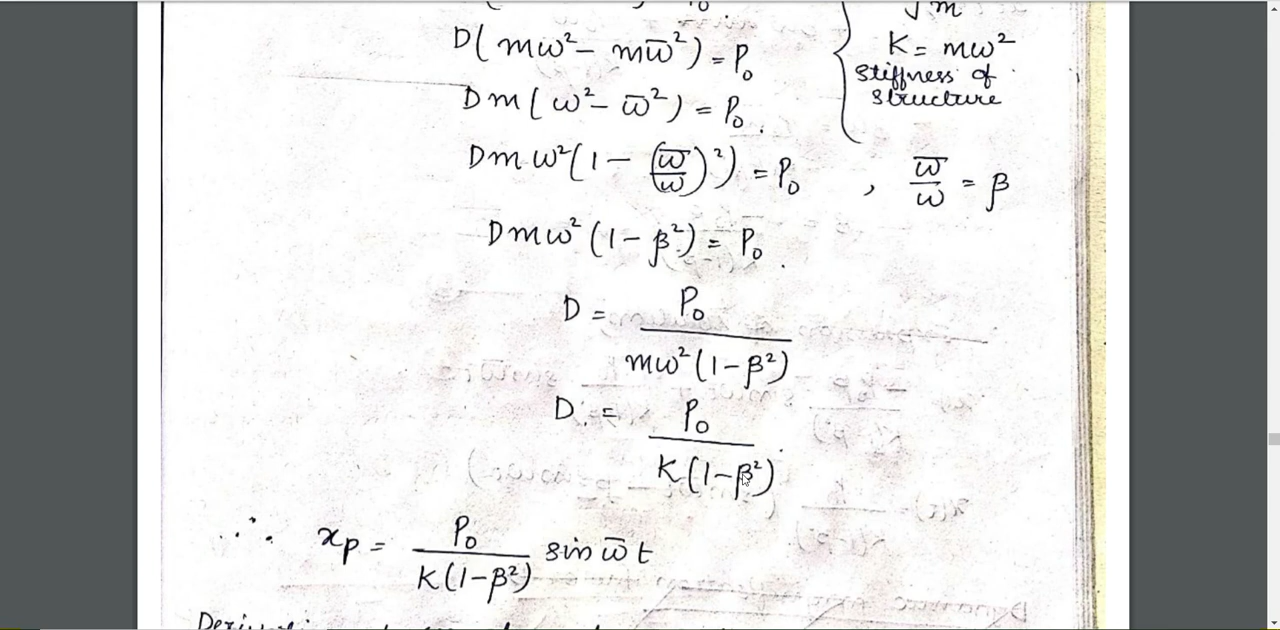 √m
D(mω² − mω̄²) = P₀
K = mω²
stiffness of
structure
Dm(ω² − ω̄²) = P₀.
Dmω²(1 − (ω̄/ω)²) = P₀ , ω̄/ω = β
Dmω²(1 − β²) = P₀.
D = P₀ / mω²(1 − β²)
D = P₀ / K(1 − β²)
∴ xp = P₀ / K(1 − β²) sin ω̄ t